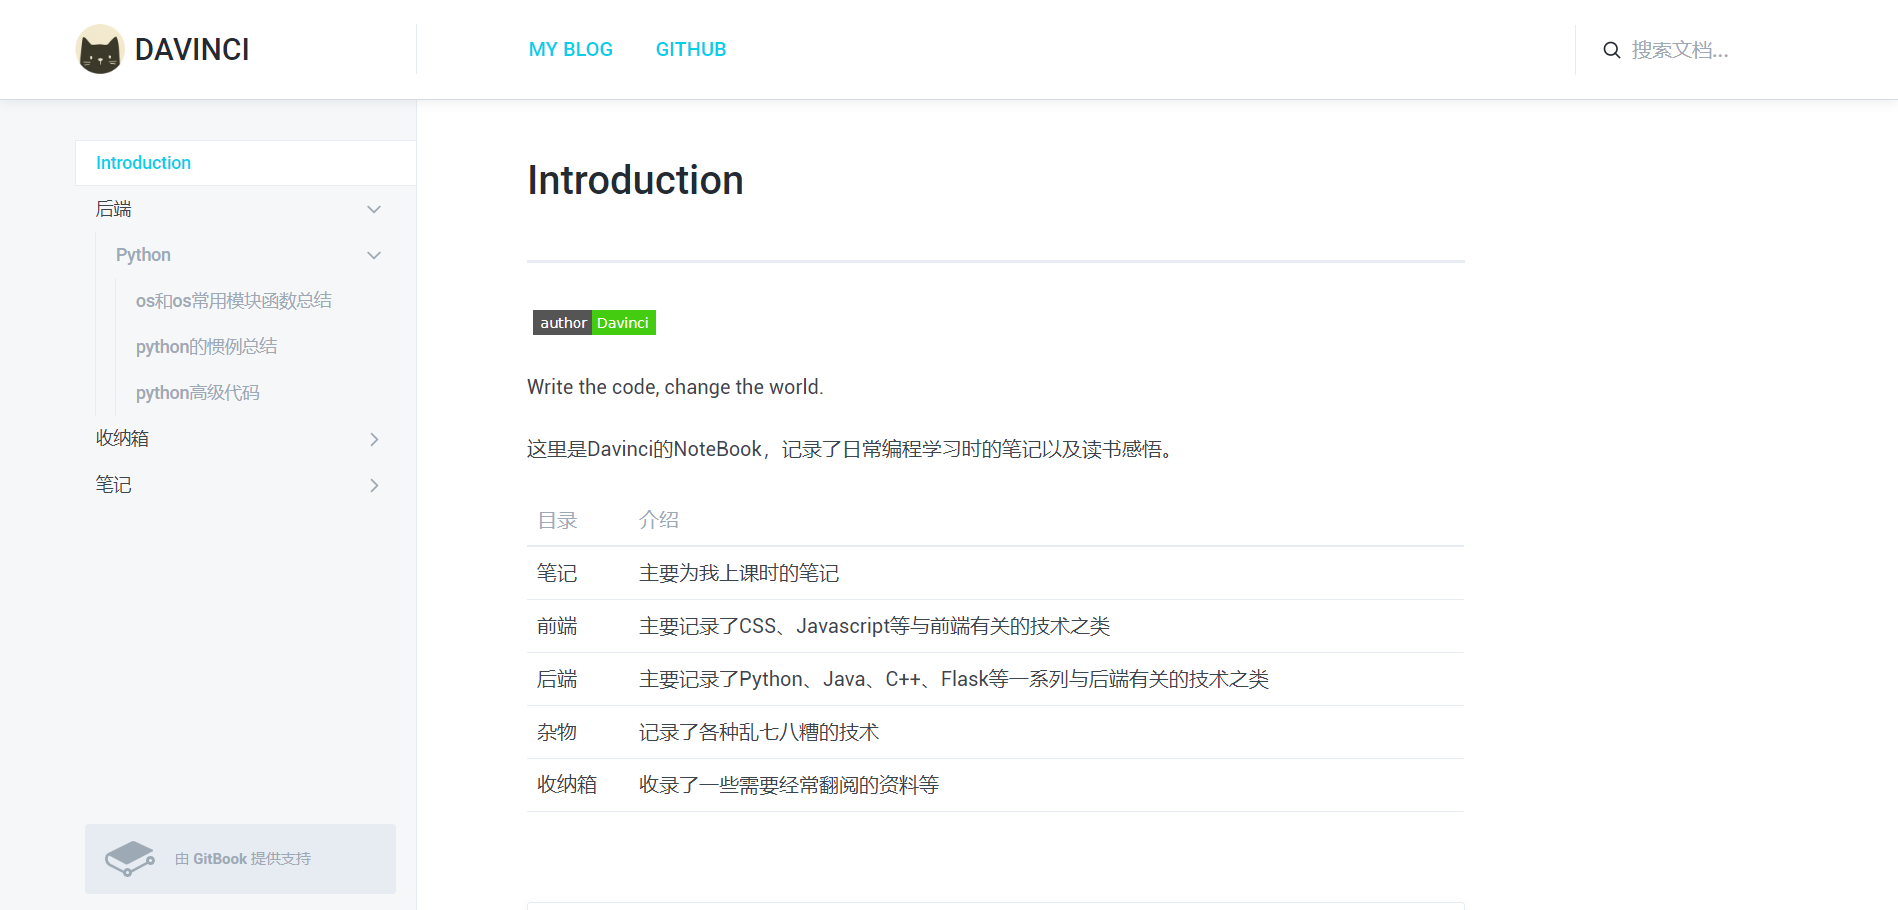 DAVINCI
MY BLOG
GITHUB
搜索文档...
Introduction
后端
Python
os和os常用模块函数总结
python的惯例总结
python高级代码
收纳箱
笔记
由 GitBook 提供支持
Introduction
author Davinci
Write the code, change the world.
这里是Davinci的NoteBook，记录了日常编程学习时的笔记以及读书感悟。
目录 介绍
笔记 主要为我上课时的笔记
前端 主要记录了CSS、Javascript等与前端有关的技术之类
后端 主要记录了Python、Java、C++、Flask等一系列与后端有关的技术之类
杂物 记录了各种乱七八糟的技术
收纳箱 收录了一些需要经常翻阅的资料等